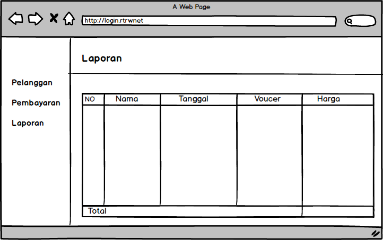 A Web Page
http://login.rtrwnet
Laporan
Pelanggan
Pembayaran
Laporan
NO Nama Tanggal Voucer Harga
Total